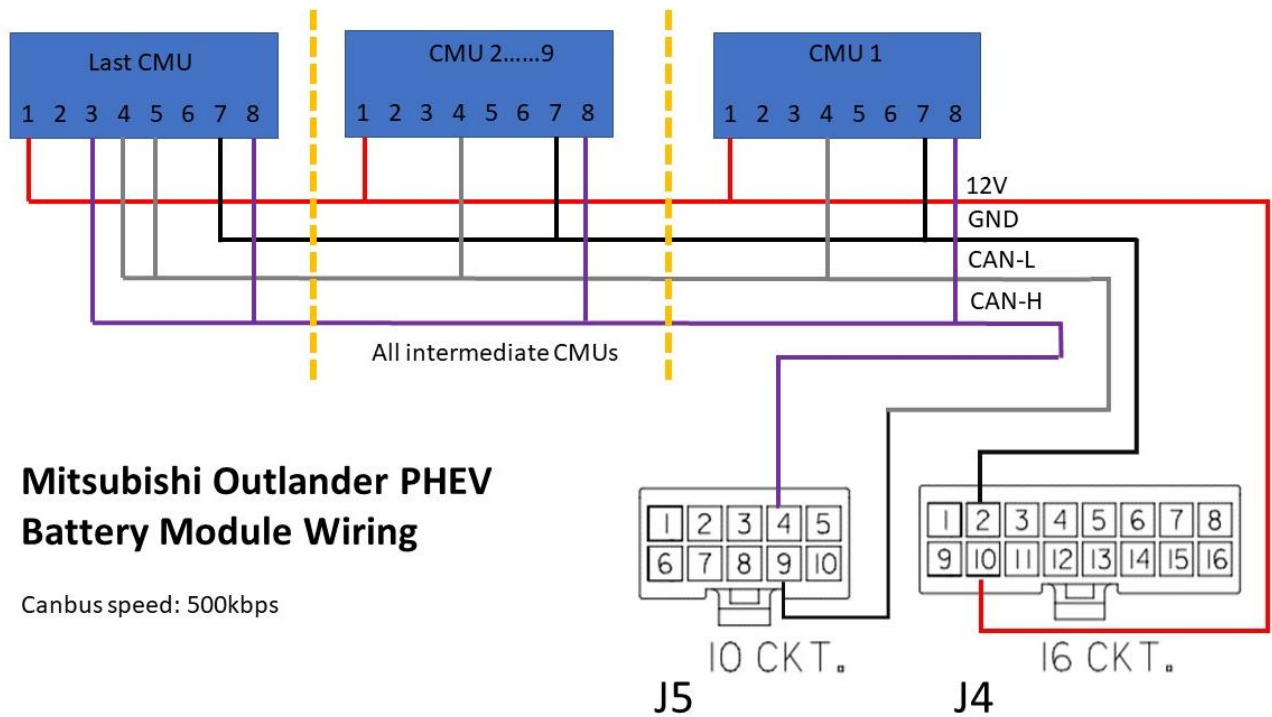 Last CMU
CMU 2......9
CMU 1
1 2 3 4 5 6 7 8
1 2 3 4 5 6 7 8
1 2 3 4 5 6 7 8
12V
GND
CAN-L
CAN-H
All intermediate CMUs
Mitsubishi Outlander PHEV
Battery Module Wiring
Canbus speed: 500kbps
1 2 3 4 5
6 7 8 9 10
10 CKT.
J5
1 2 3 4 5 6 7 8
9 10 11 12 13 14 15 16
16 CKT.
J4